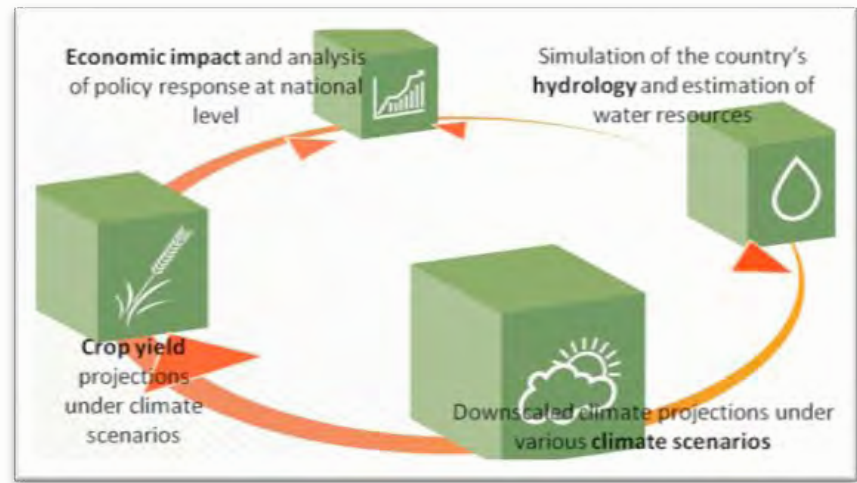 Economic impact and analysis
of policy response at national
level
Simulation of the country's
hydrology and estimation of
water resources
Crop yield
projections
under climate
scenarios
Downscaled climate projections under
various climate scenarios